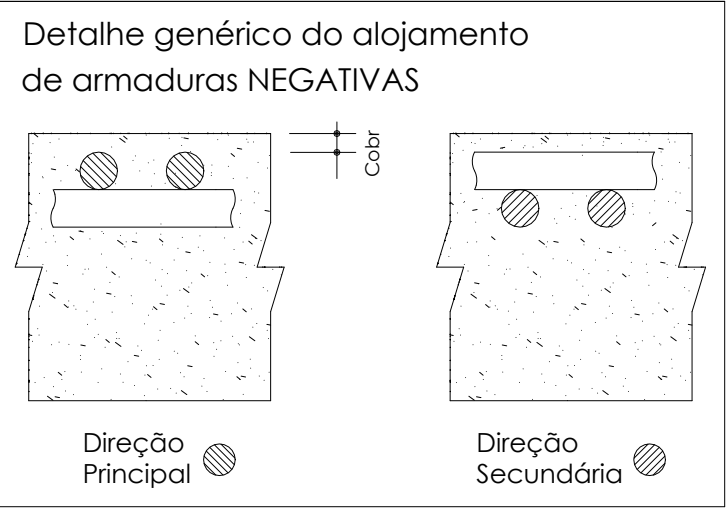 Detalhe genérico do alojamento
de armaduras NEGATIVAS
Cobr
Direção
Principal
Direção
Secundária